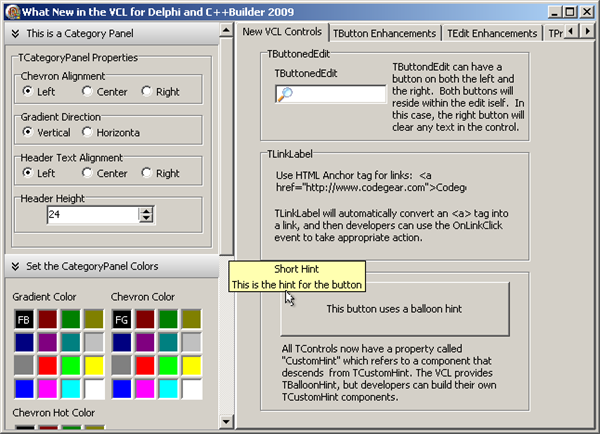 What New in the VCL for Delphi and C++Builder 2009
This is a Category Panel
TCategoryPanel Properties
Chevron Alignment
Left Center Right
Gradient Direction
Vertical Horizonta
Header Text Alignment
Left Center Right
Header Height
24
Set the CategoryPanel Colors
Gradient Color Chevron Color
FB FG
Chevron Hot Color
New VCL Controls TButton Enhancements TEdit Enhancements TPr
TButtonedEdit
TButtonedEdit
TButtondEdit can have a
button on both the left and
the right. Both buttons will
reside within the edit iself. In
this case, the right button will
clear any text in the control.
TLinkLabel
Use HTML Anchor tag for links: <a
href="http://www.codegear.com">Codeg
TLinkLabel will automatically convert an <a> tag into
a link, and then developers can use the OnLinkClick
event to take appropriate action.
Short Hint
This is the hint for the button
This button uses a balloon hint
All TControls now have a property called
"CustomHint" which refers to a component that
descends from TCustomHint. The VCL provides
TBalloonHint, but developers can build their own
TCustomHint components.